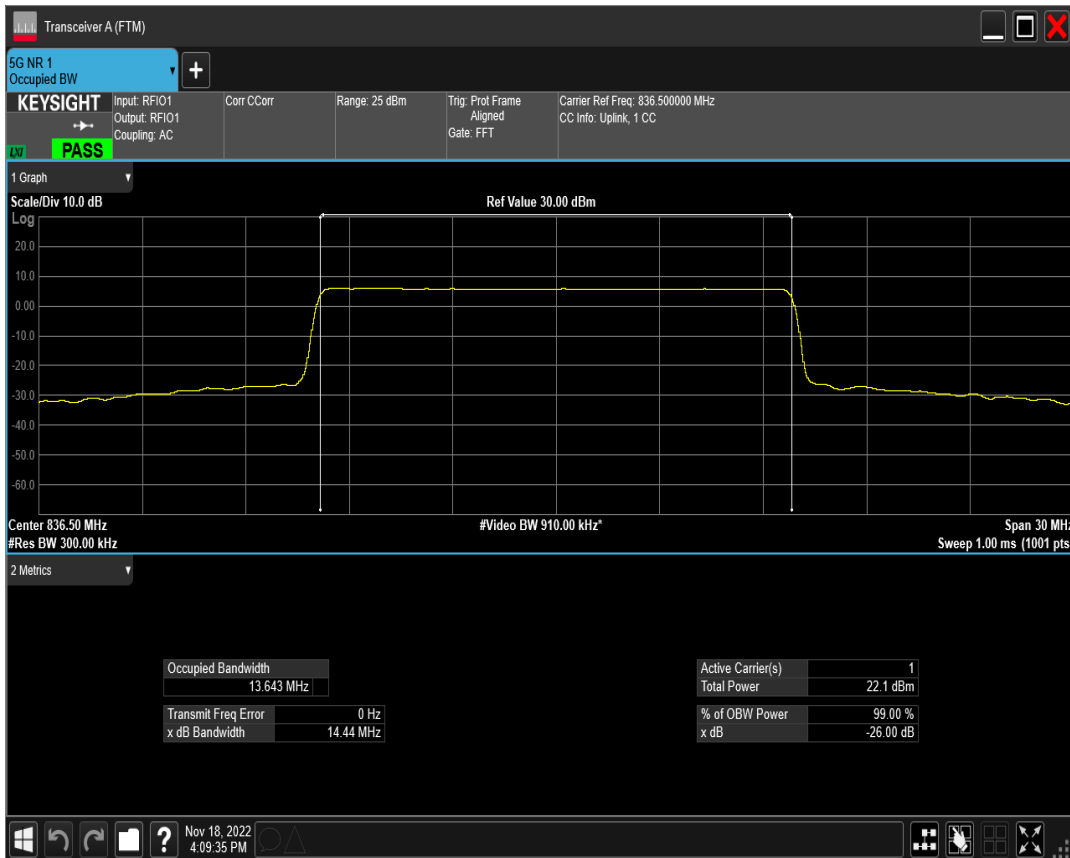 Transceiver A (FTM)
5G NR 1
Occupied BW
+
KEYSIGHT
LXI
PASS
Input: RFIO1
Output: RFIO1
Coupling: AC
Corr CCorr
Range: 25 dBm
Trig: Prot Frame
Aligned
Gate: FFT
Carrier Ref Freq: 836.500000 MHz
CC Info: Uplink, 1 CC
1 Graph
Scale/Div 10.0 dB
Ref Value 30.00 dBm
Log
20.0
10.0
0.00
-10.0
-20.0
-30.0
-40.0
-50.0
-60.0
Center 836.50 MHz
#Video BW 910.00 kHz*
Span 30 MHz
#Res BW 300.00 kHz
Sweep 1.00 ms (1001 pts
2 Metrics
Occupied Bandwidth
13.643 MHz
Transmit Freq Error 0 Hz
x dB Bandwidth 14.44 MHz
Active Carrier(s) 1
Total Power 22.1 dBm
% of OBW Power 99.00 %
x dB -26.00 dB
?
Nov 18, 2022
4:09:35 PM